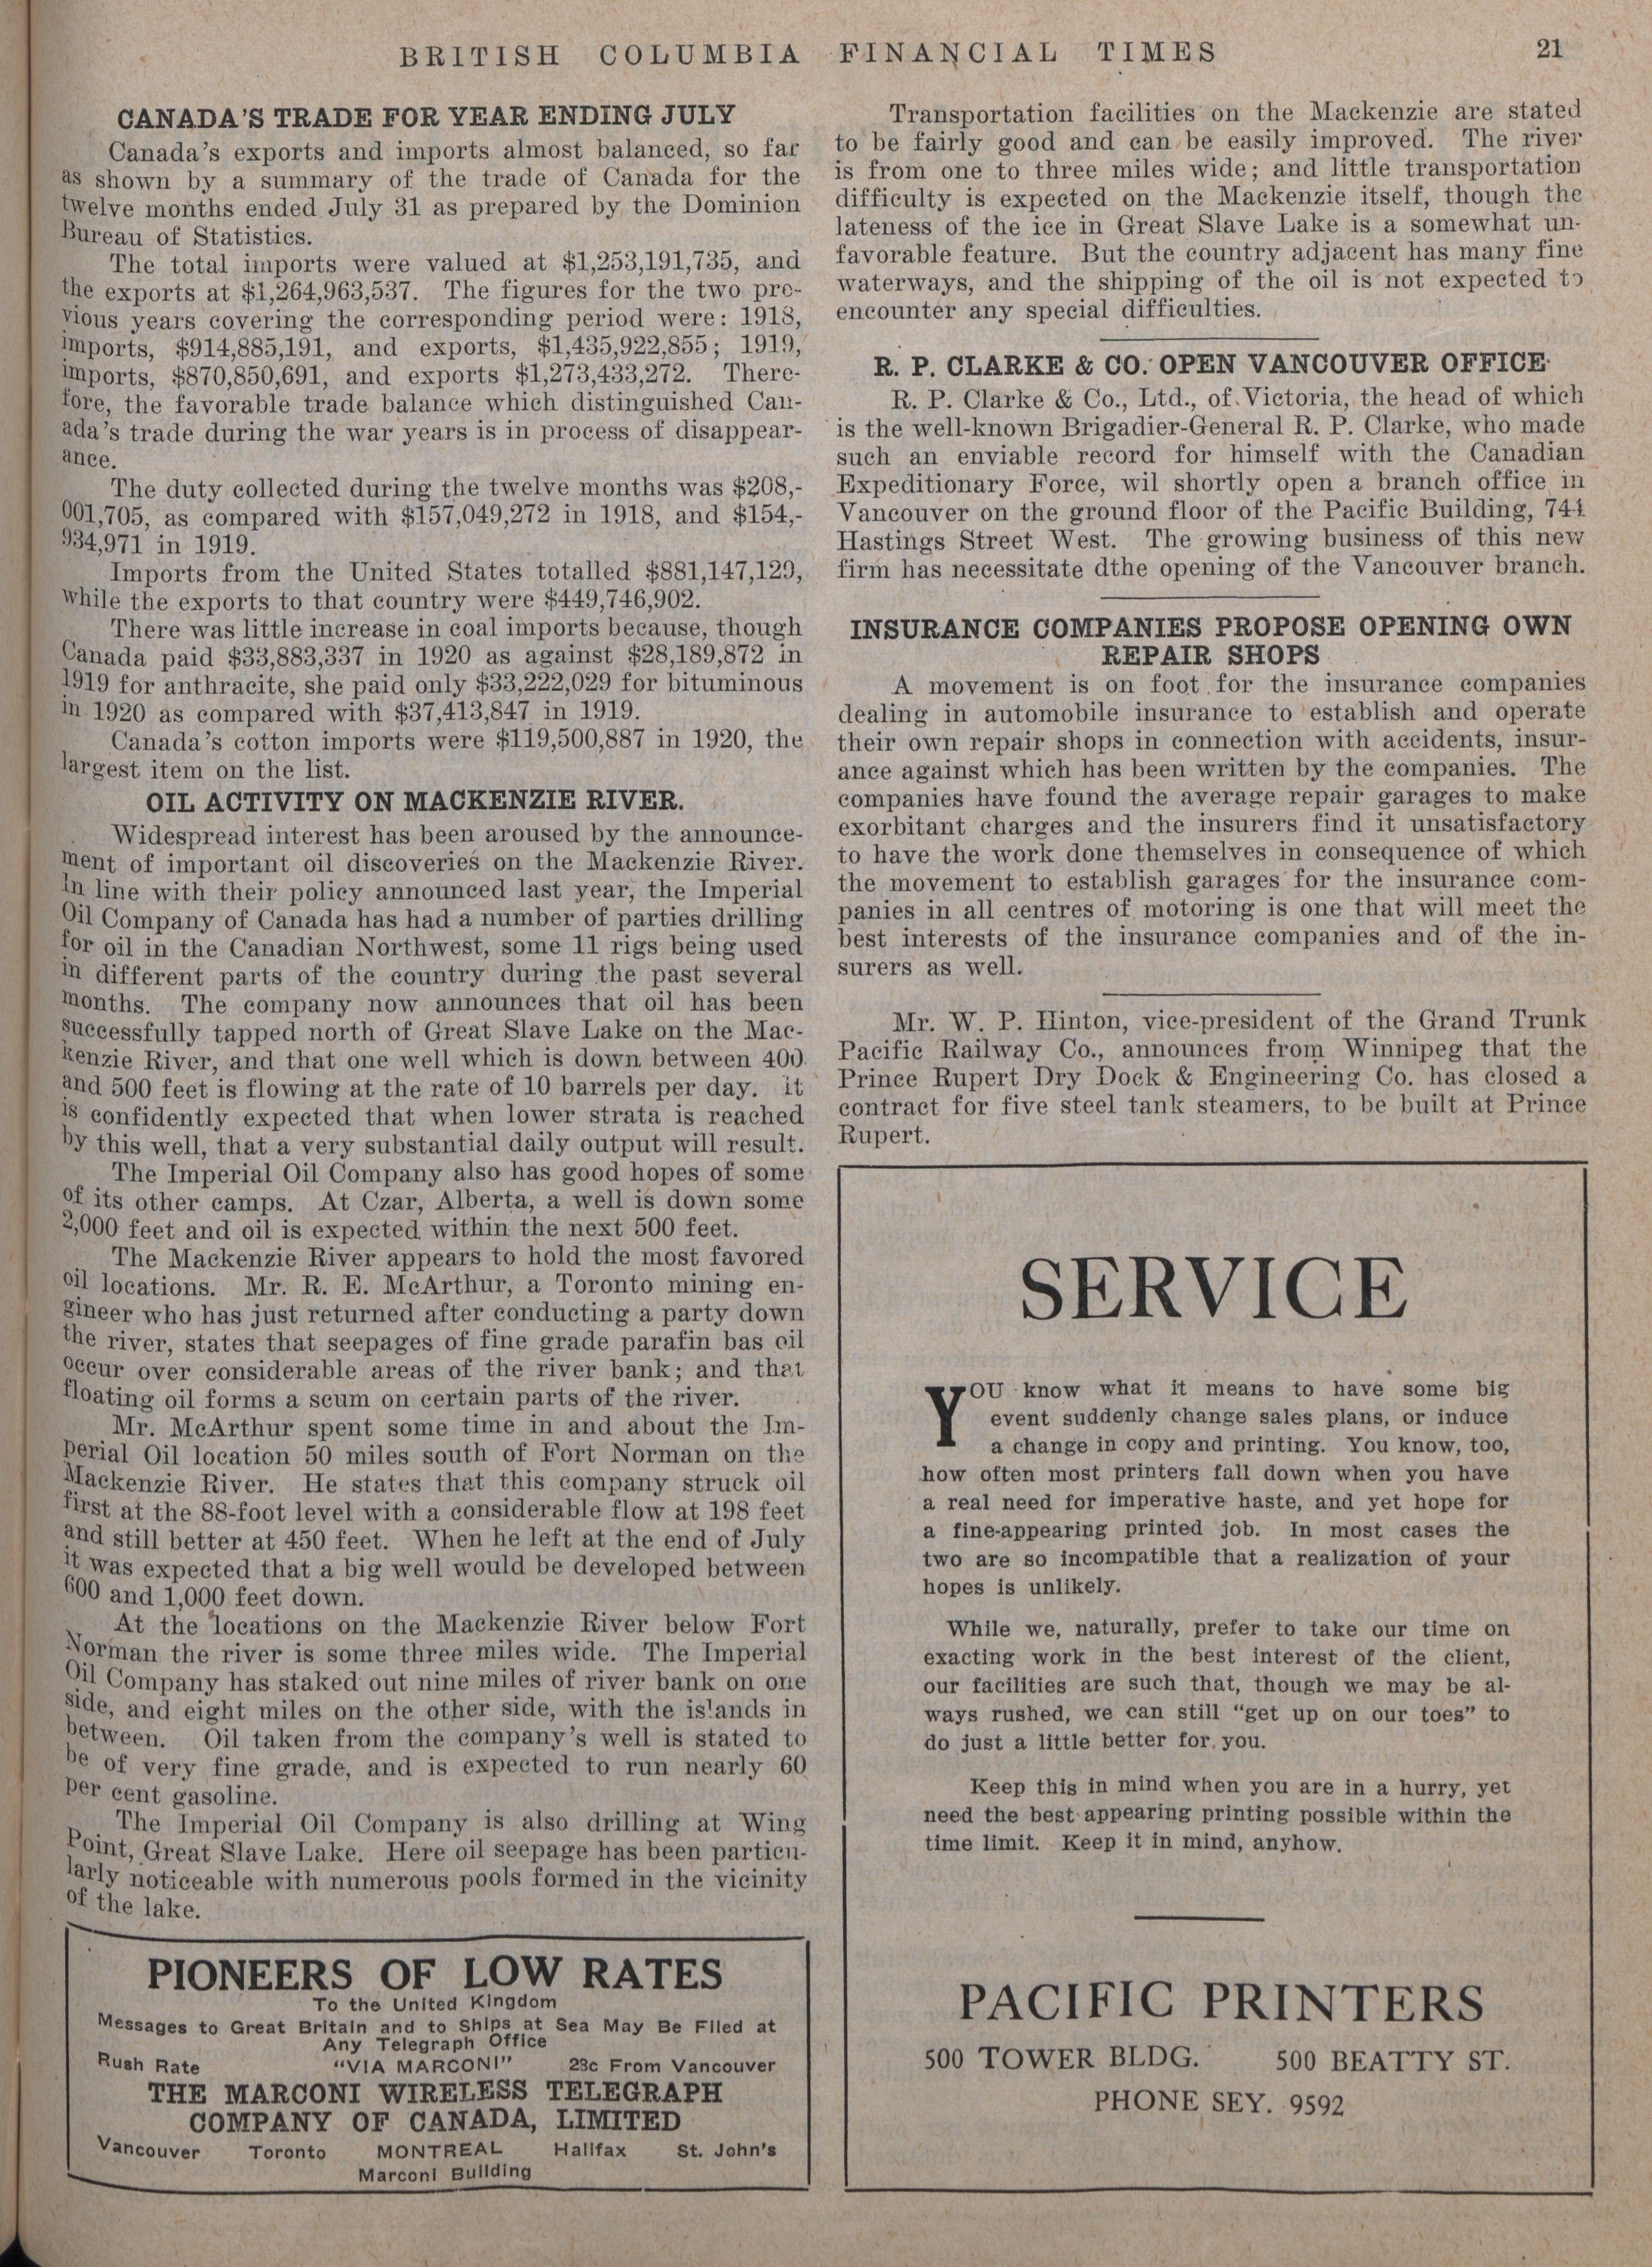 BRITISH COLUMBIA FINANCIAL TIMES 21
CANADA'S TRADE FOR YEAR ENDING JULY
Canada's exports and imports almost balanced, so far
as shown by a summary of the trade of Canada for the
twelve months ended July 31 as prepared by the Dominion
Bureau of Statistics.
The total imports were valued at $1,253,191,735, and
the exports at $1,264,963,537. The figures for the two pre-
vious years covering the corresponding period were: 1918,
imports, $914,885,191, and exports, $1,435,922,855; 1919,
imports, $870,850,691, and exports $1,273,433,272. There-
fore, the favorable trade balance which distinguished Can-
ada's trade during the war years is in process of disappear-
ance.
The duty collected during the twelve months was $208,-
001,705, as compared with $157,049,272 in 1918, and $154,-
934,971 in 1919.
Imports from the United States totalled $881,147,129,
while the exports to that country were $449,746,902.
There was little increase in coal imports because, though
Canada paid $33,883,337 in 1920 as against $28,189,872 in
1919 for anthracite, she paid only $33,222,029 for bituminous
in 1920 as compared with $37,413,847 in 1919.
Canada's cotton imports were $119,500,887 in 1920, the
largest item on the list.
OIL ACTIVITY ON MACKENZIE RIVER.
Widespread interest has been aroused by the announce-
ment of important oil discoveries on the Mackenzie River.
In line with their policy announced last year, the Imperial
Oil Company of Canada has had a number of parties drilling
for oil in the Canadian Northwest, some 11 rigs being used
in different parts of the country during the past several
months. The company now announces that oil has been
successfully tapped north of Great Slave Lake on the Mac-
kenzie River, and that one well which is down between 400
and 500 feet is flowing at the rate of 10 barrels per day. it
is confidently expected that when lower strata is reached
by this well, that a very substantial daily output will result.
The Imperial Oil Company also has good hopes of some
of its other camps. At Czar, Alberta, a well is down some
2,000 feet and oil is expected within the next 500 feet.
The Mackenzie River appears to hold the most favored
oil locations. Mr. R. E. McArthur, a Toronto mining en-
gineer who has just returned after conducting a party down
the river, states that seepages of fine grade parafin bas oil
occur over considerable areas of the river bank; and that
floating oil forms a scum on certain parts of the river.
Mr. McArthur spent some time in and about the Im-
perial Oil location 50 miles south of Fort Norman on the
Mackenzie River. He states that this company struck oil
first at the 88-foot level with a considerable flow at 198 feet
and still better at 450 feet. When he left at the end of July
it was expected that a big well would be developed between
600 and 1,000 feet down.
At the locations on the Mackenzie River below Fort
Norman the river is some three miles wide. The Imperial
Oil Company has staked out nine miles of river bank on one
side, and eight miles on the other side, with the islands in
between. Oil taken from the company's well is stated to
be of very fine grade, and is expected to run nearly 60
per cent gasoline.
The Imperial Oil Company is also drilling at Wing
Point, Great Slave Lake. Here oil seepage has been particu-
larly noticeable with numerous pools formed in the vicinity
of the lake.
PIONEERS OF LOW RATES
To the United Kingdom
Messages to Great Britain and to Ships at Sea May Be Filed at
Any Telegraph Office
Rush Rate "VIA MARCONI" 23c From Vancouver
THE MARCONI WIRELESS TELEGRAPH
COMPANY OF CANADA, LIMITED
Vancouver Toronto MONTREAL Halifax St. John's
Marconi Building
Transportation facilities on the Mackenzie are stated
to be fairly good and can be easily improved. The river
is from one to three miles wide; and little transportation
difficulty is expected on the Mackenzie itself, though the
lateness of the ice in Great Slave Lake is a somewhat un-
favorable feature. But the country adjacent has many fine
waterways, and the shipping of the oil is not expected to
encounter any special difficulties.
R. P. CLARKE & CO. OPEN VANCOUVER OFFICE
R. P. Clarke & Co., Ltd., of Victoria, the head of which
is the well-known Brigadier-General R. P. Clarke, who made
such an enviable record for himself with the Canadian
Expeditionary Force, wil shortly open a branch office in
Vancouver on the ground floor of the Pacific Building, 744
Hastings Street West. The growing business of this new
firm has necessitate dthe opening of the Vancouver branch.
INSURANCE COMPANIES PROPOSE OPENING OWN
REPAIR SHOPS
A movement is on foot for the insurance companies
dealing in automobile insurance to establish and operate
their own repair shops in connection with accidents, insur-
ance against which has been written by the companies. The
companies have found the average repair garages to make
exorbitant charges and the insurers find it unsatisfactory
to have the work done themselves in consequence of which
the movement to establish garages for the insurance com-
panies in all centres of motoring is one that will meet the
best interests of the insurance companies and of the in-
surers as well.
Mr. W. P. Hinton, vice-president of the Grand Trunk
Pacific Railway Co., announces from Winnipeg that the
Prince Rupert Dry Dock & Engineering Co. has closed a
contract for five steel tank steamers, to be built at Prince
Rupert.
SERVICE
YOU know what it means to have some big
event suddenly change sales plans, or induce
a change in copy and printing. You know, too,
how often most printers fall down when you have
a real need for imperative haste, and yet hope for
a fine-appearing printed job. In most cases the
two are so incompatible that a realization of your
hopes is unlikely.
While we, naturally, prefer to take our time on
exacting work in the best interest of the client,
our facilities are such that, though we may be al-
ways rushed, we can still "get up on our toes" to
do just a little better for you.
Keep this in mind when you are in a hurry, yet
need the best appearing printing possible within the
time limit. Keep it in mind, anyhow.
PACIFIC PRINTERS
500 TOWER BLDG. 500 BEATTY ST.
PHONE SEY. 9592